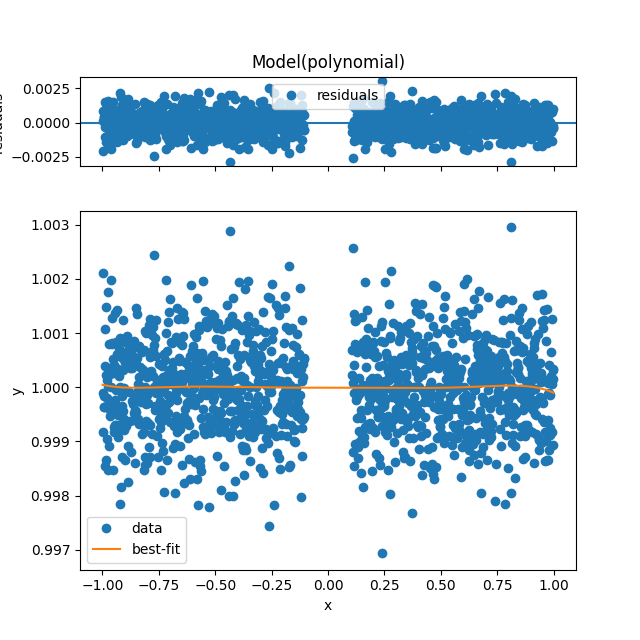 Model(polynomial)
0.0025
0.0000
−0.0025
residuals
residuals
1.003
1.002
1.001
1.000
0.999
0.998
0.997
y
data
best-fit
−1.00 −0.75 −0.50 −0.25 0.00 0.25 0.50 0.75 1.00
x